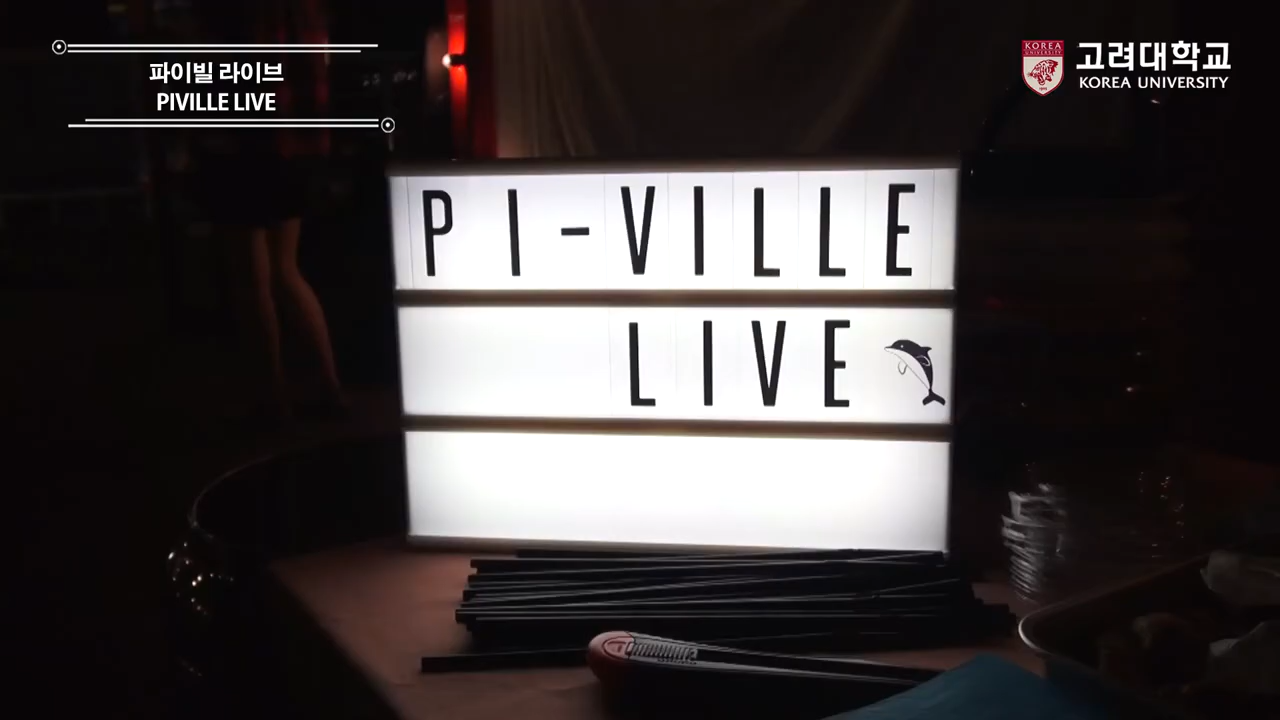 파이빌 라이브
PIVILLE LIVE
KOREA
UNIVERSITY
고려대학교
KOREA UNIVERSITY
PI-VILLE
LIVE